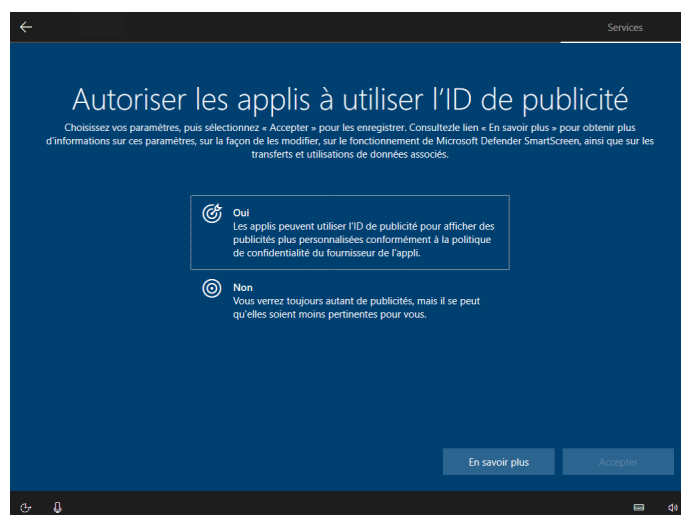 Services
Autoriser les applis à utiliser l'ID de publicité
Choisissez vos paramètres, puis sélectionnez « Accepter » pour les enregistrer. Consultezle lien « En savoir plus » pour obtenir plus
d'informations sur ces paramètres, sur la façon de les modifier, sur le fonctionnement de Microsoft Defender SmartScreen, ainsi que sur les
transferts et utilisations de données associés.
Oui
Les applis peuvent utiliser l'ID de publicité pour afficher des
publicités plus personnalisées conformément à la politique
de confidentialité du fournisseur de l'appli.
Non
Vous verrez toujours autant de publicités, mais il se peut
qu'elles soient moins pertinentes pour vous.
En savoir plus
Accepter